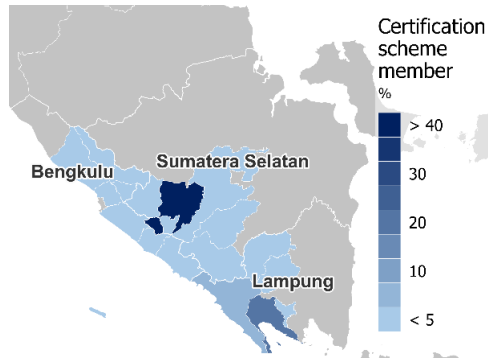 Certification
scheme
member
%
> 40
30
20
10
< 5
Sumatera Selatan
Bengkulu
Lampung